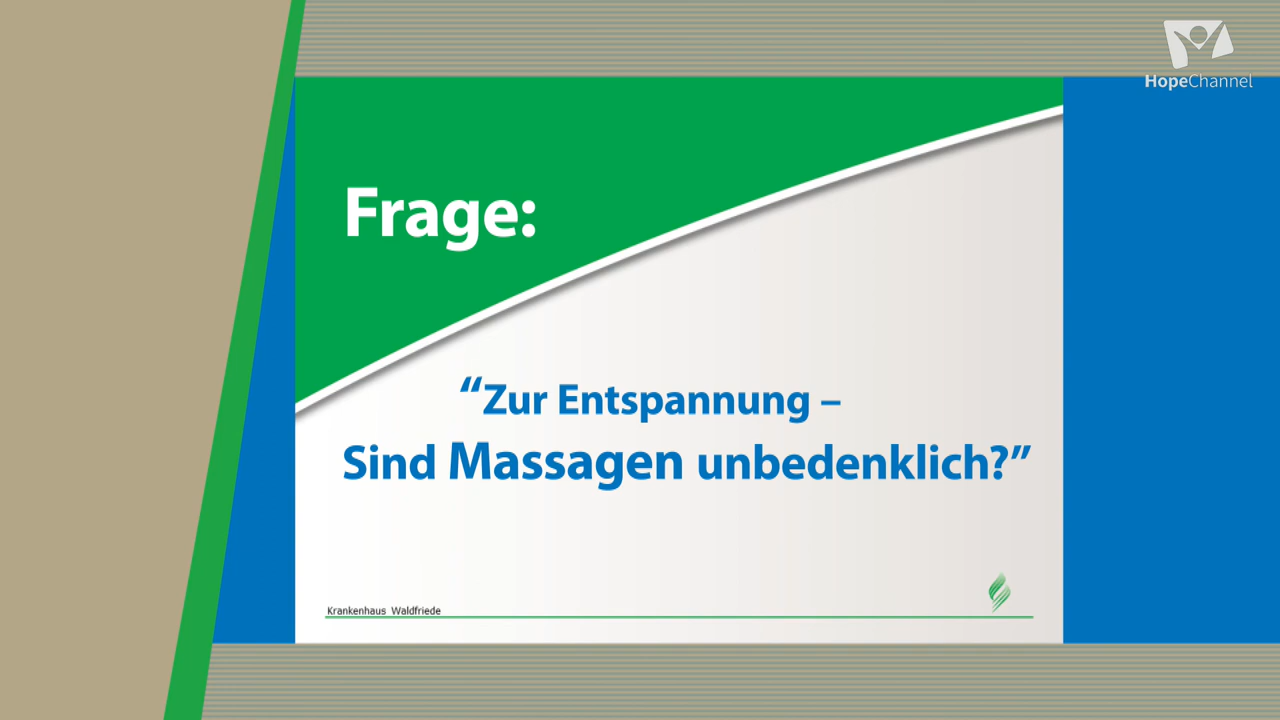 HopeChannel
Frage:
“Zur Entspannung –
Sind Massagen unbedenklich?”
Krankenhaus Waldfriede